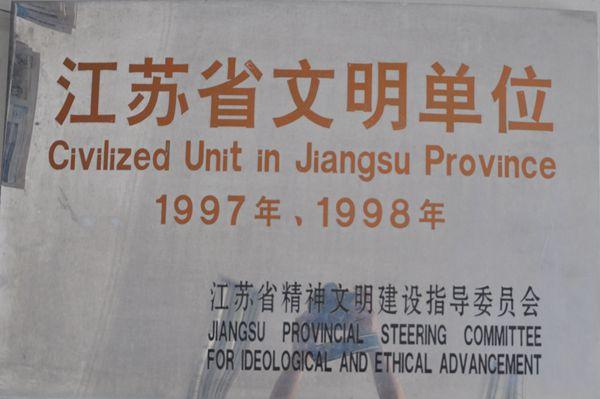 江苏省文明单位
Civilized Unit in Jiangsu Province
1997年、1998年
江苏省精神文明建设指导委员会
JIANGSU PROVINCIAL STEERING COMMITTEE
FOR IDEOLOGICAL AND ETHICAL ADVANCEMENT